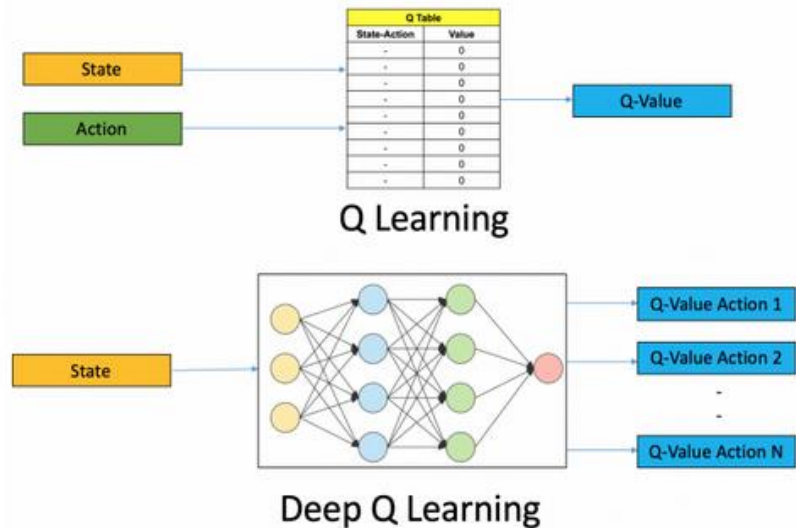 Q Table
State-Action Value
- 0
- 0
- 0
- 0
- 0
- 0
- 0
- 0
- 0
State
Action
Q-Value
Q Learning
State
Q-Value Action 1
Q-Value Action 2
-
-
Q-Value Action N
Deep Q Learning